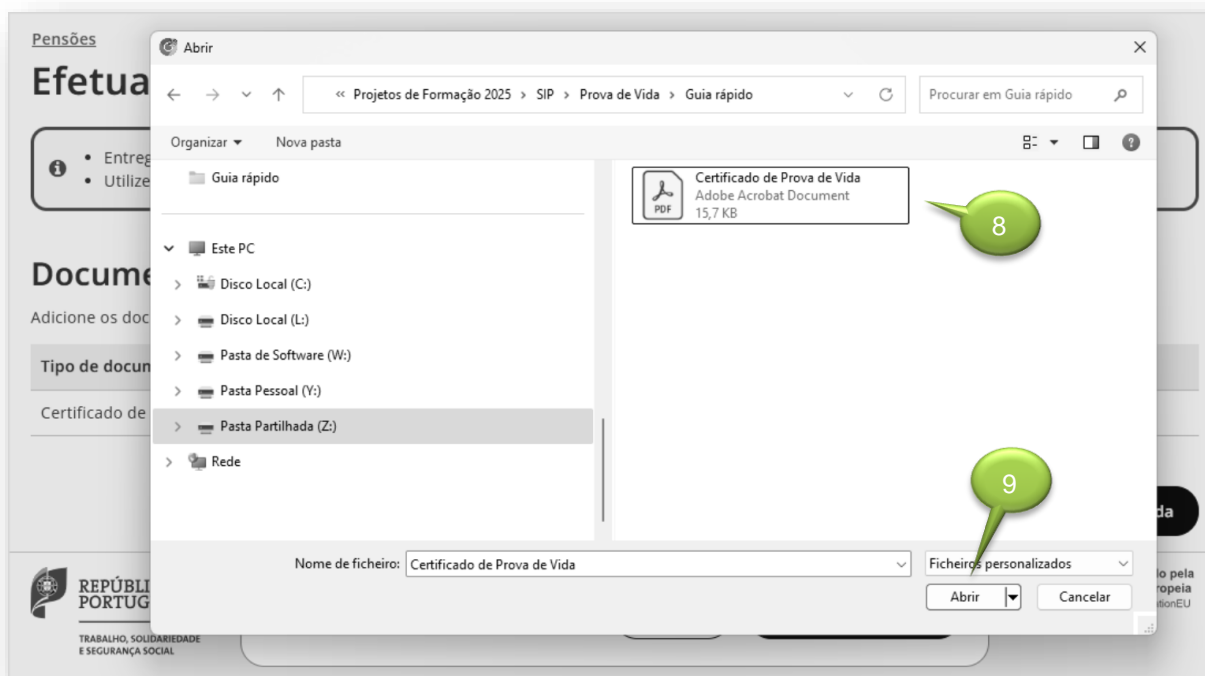 Pensões
Efetua
Entreg
Utilize
Docume
Adicione os doc
Tipo de docun
Certificado de
Abrir
« Projetos de Formação 2025 > SIP > Prova de Vida > Guia rápido
Procurar em Guia rápido
Organizar
Nova pasta
Guia rápido
Este PC
Disco Local (C:)
Disco Local (L:)
Pasta de Software (W:)
Pasta Pessoal (Y:)
Pasta Partilhada (Z:)
Rede
Certificado de Prova de Vida
Adobe Acrobat Document
15,7 KB
PDF
8
9
Nome de ficheiro: Certificado de Prova de Vida
Ficheiros personalizados
Abrir
Cancelar
da
REPÚBLI
PORTUG
TRABALHO, SOLIDARIEDADE
E SEGURANÇA SOCIAL
o pela
ropeia
tionEU